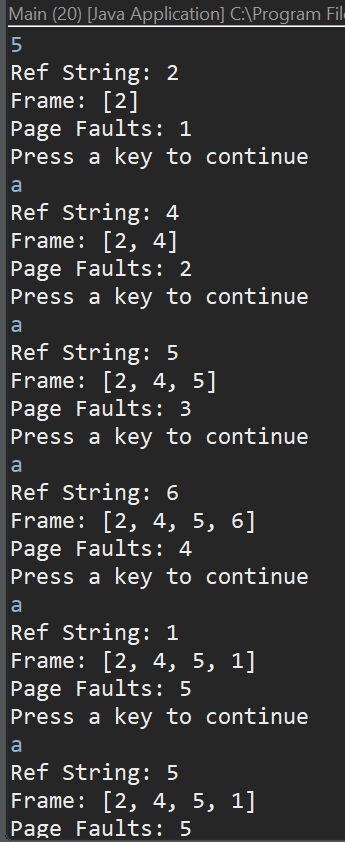 Main (20) [Java Application] C:\Program File
5
Ref String: 2
Frame: [2]
Page Faults: 1
Press a key to continue
a
Ref String: 4
Frame: [2, 4]
Page Faults: 2
Press a key to continue
a
Ref String: 5
Frame: [2, 4, 5]
Page Faults: 3
Press a key to continue
a
Ref String: 6
Frame: [2, 4, 5, 6]
Page Faults: 4
Press a key to continue
a
Ref String: 1
Frame: [2, 4, 5, 1]
Page Faults: 5
Press a key to continue
a
Ref String: 5
Frame: [2, 4, 5, 1]
Page Faults: 5